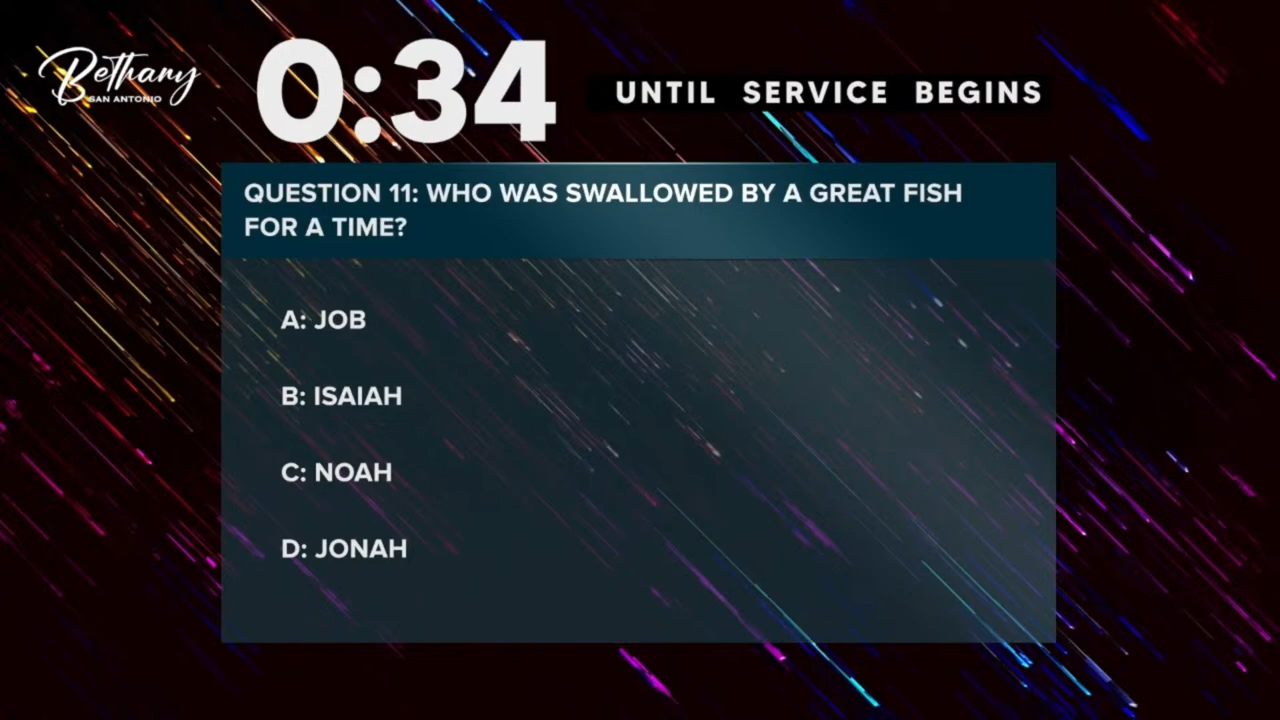 Bethany
SAN ANTONIO
0:34
UNTIL SERVICE BEGINS
QUESTION 11: WHO WAS SWALLOWED BY A GREAT FISH
FOR A TIME?
A: JOB
B: ISAIAH
C: NOAH
D: JONAH